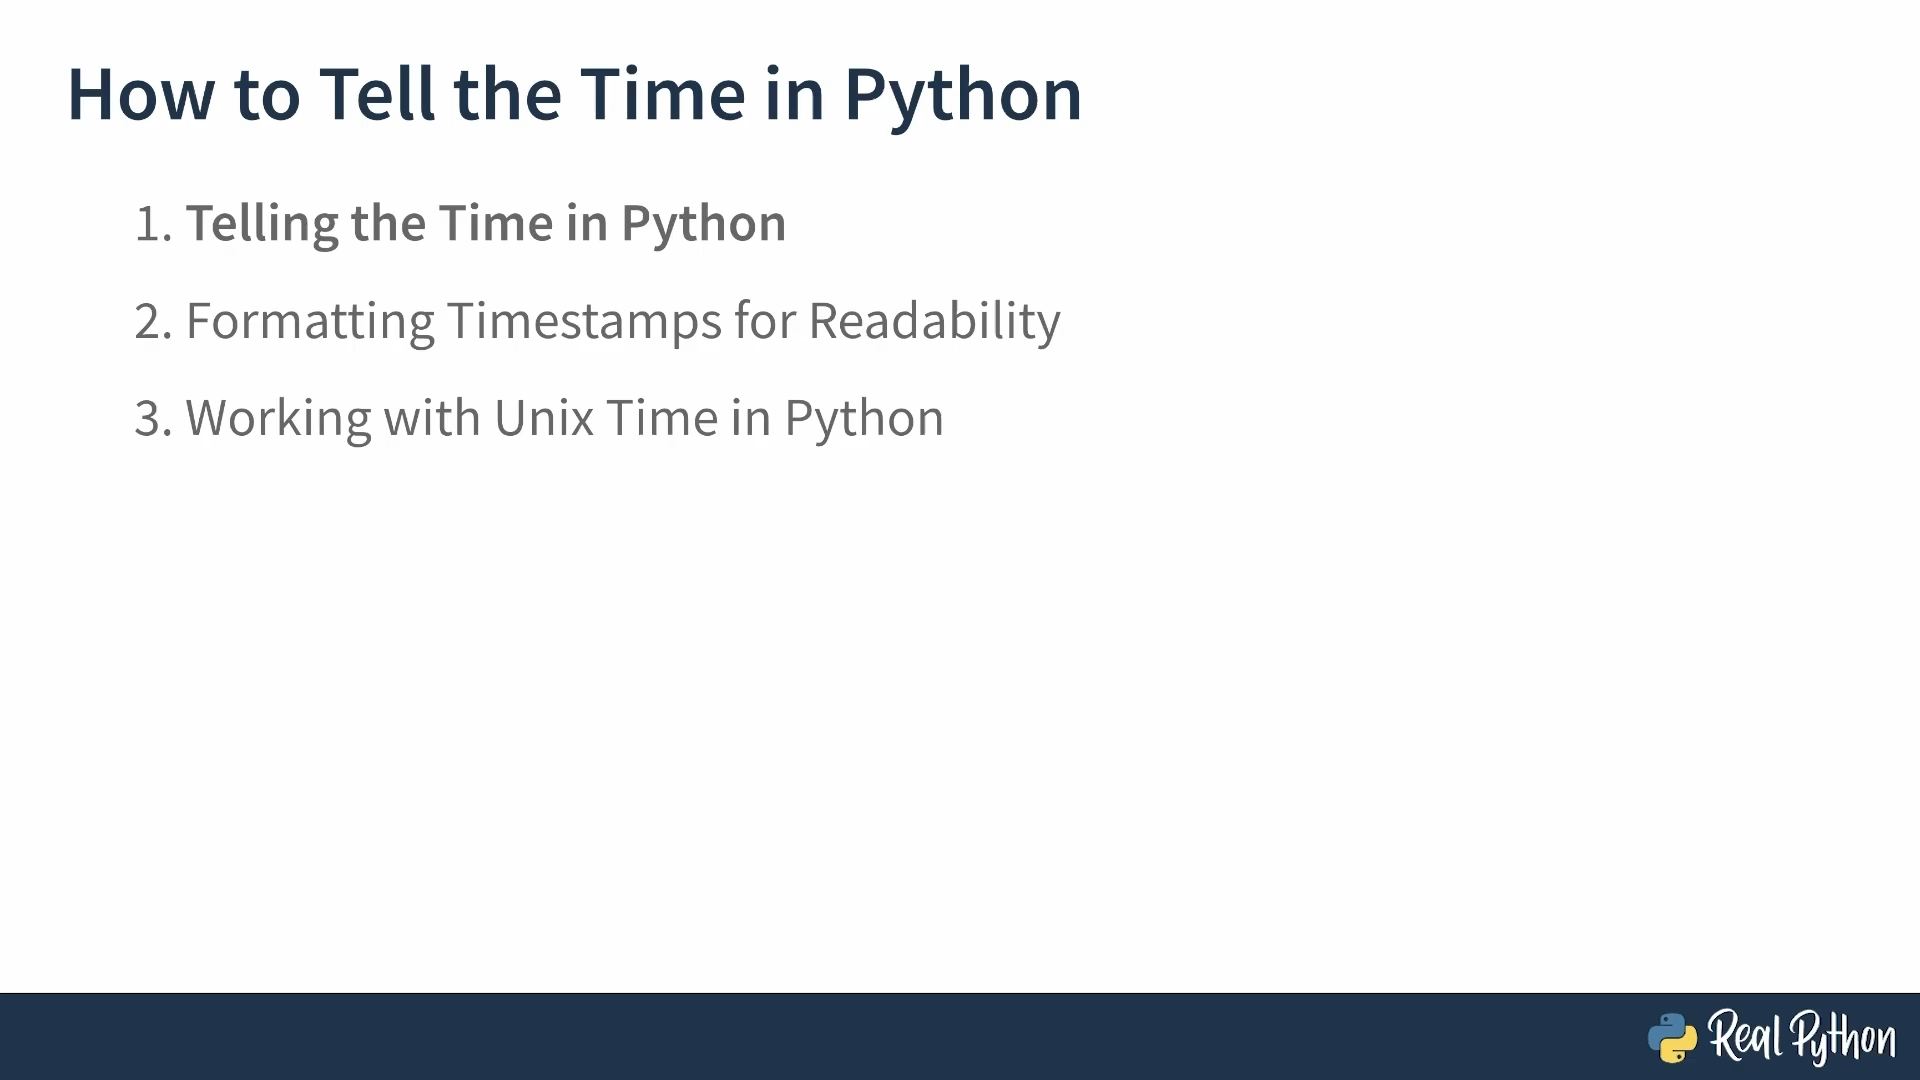 How to Tell the Time in Python
1. Telling the Time in Python
2. Formatting Timestamps for Readability
3. Working with Unix Time in Python
Real Python